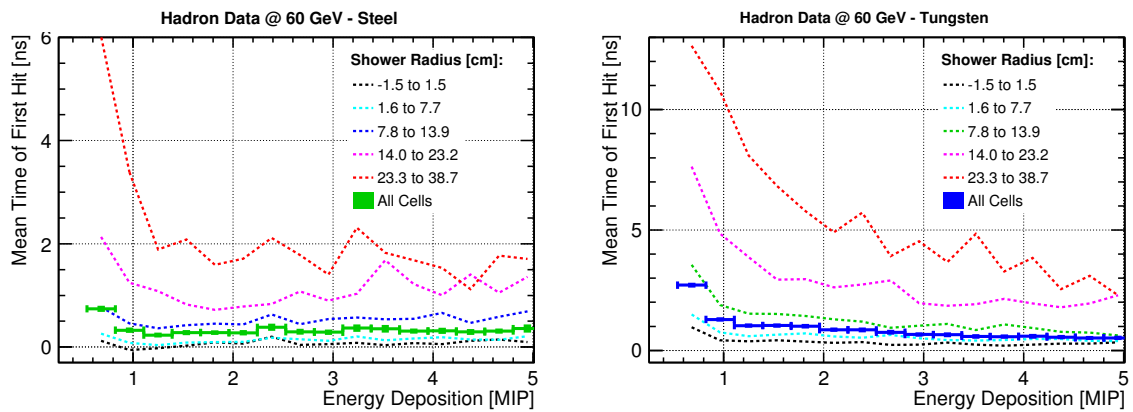 Hadron Data @ 60 GeV - Steel
Mean Time of First Hit [ns]
6
4
2
0
Shower Radius [cm]:
-1.5 to 1.5
1.6 to 7.7
7.8 to 13.9
14.0 to 23.2
23.3 to 38.7
All Cells
1 2 3 4 5
Energy Deposition [MIP]
Hadron Data @ 60 GeV - Tungsten
Mean Time of First Hit [ns]
10
5
0
Shower Radius [cm]:
-1.5 to 1.5
1.6 to 7.7
7.8 to 13.9
14.0 to 23.2
23.3 to 38.7
All Cells
1 2 3 4 5
Energy Deposition [MIP]